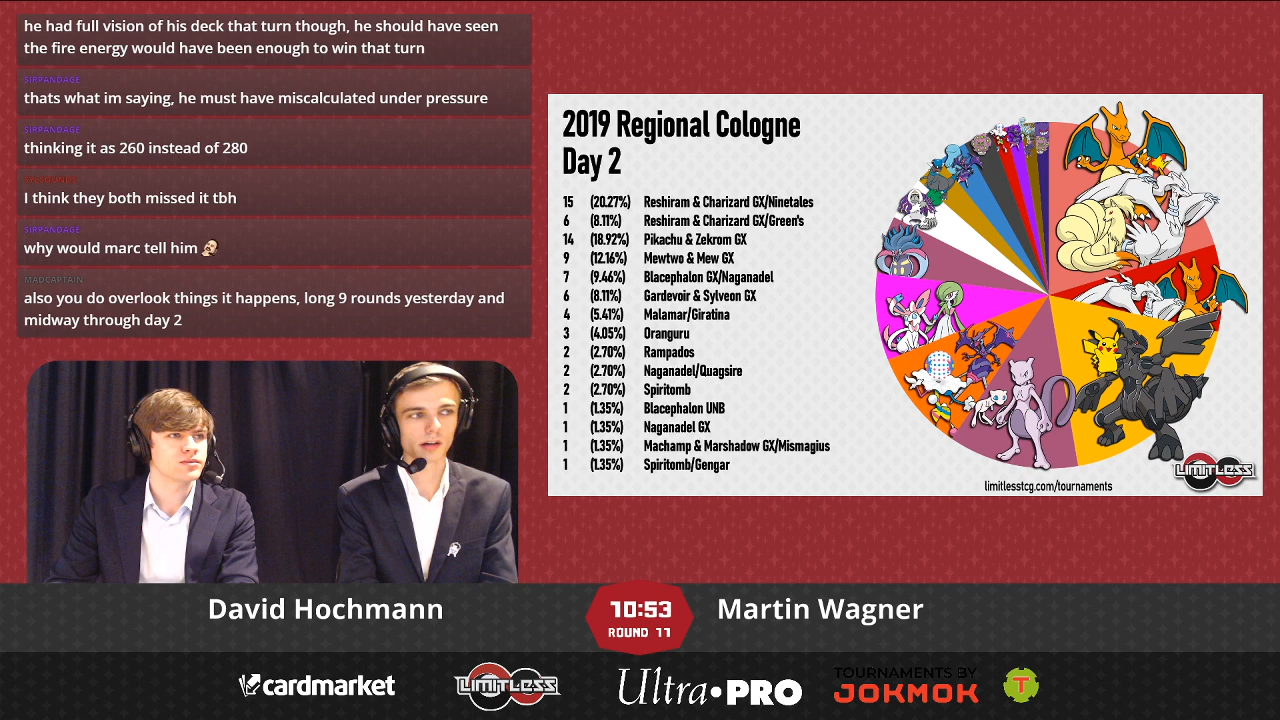 he had full vision of his deck that turn though, he should have seen
the fire energy would have been enough to win that turn
SIRPANDAGE
thats what im saying, he must have miscalculated under pressure
SIRPANDAGE
thinking it as 260 instead of 280
I think they both missed it tbh
SIRPANDAGE
why would marc tell him
MADCAPTAIN
also you do overlook things it happens, long 9 rounds yesterday and
midway through day 2
2019 Regional Cologne
Day 2
15 (20.27%) Reshiram & Charizard GX/Ninetales
6 (8.11%) Reshiram & Charizard GX/Green's
14 (18.92%) Pikachu & Zekrom GX
9 (12.16%) Mewtwo & Mew GX
7 (9.46%) Blacephalon GX/Naganadel
6 (8.11%) Gardevoir & Sylveon GX
4 (5.41%) Malamar/Giratina
3 (4.05%) Oranguru
2 (2.70%) Rampados
2 (2.70%) Naganadel/Quagsire
2 (2.70%) Spiritomb
1 (1.35%) Blacephalon UNB
1 (1.35%) Naganadel GX
1 (1.35%) Machamp & Marshadow GX/Mismagius
1 (1.35%) Spiritomb/Gengar
LIMITLESS
limitlesstcg.com/tournaments
David Hochmann
10:53
ROUND 11
Martin Wagner
cardmarket
LIMITLESS
Ultra•PRO
TOURNAMENTS BY
JOKMOK
T